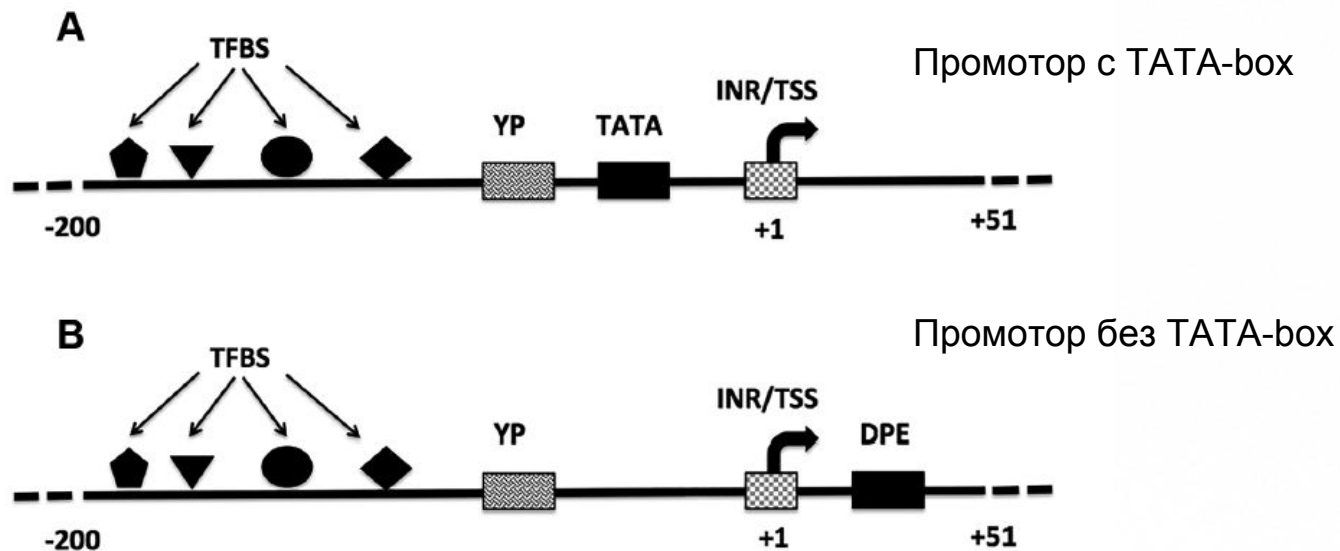 A
TFBS
Промотор с TATA-box
INR/TSS
YP
TATA
-200
+1
+51
B
Промотор без TATA-box
TFBS
INR/TSS
YP
DPE
-200
+1
+51